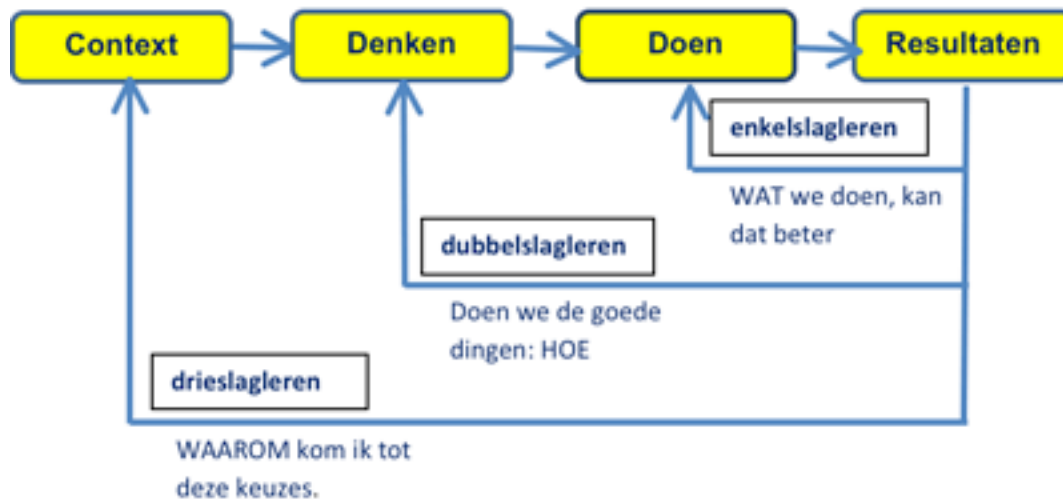 Context
Denken
Doen
Resultaten
enkelslagleren
WAT we doen, kan
dat beter
dubbelslagleren
Doen we de goede
dingen: HOE
drieslagleren
WAAROM kom ik tot
deze keuzes.